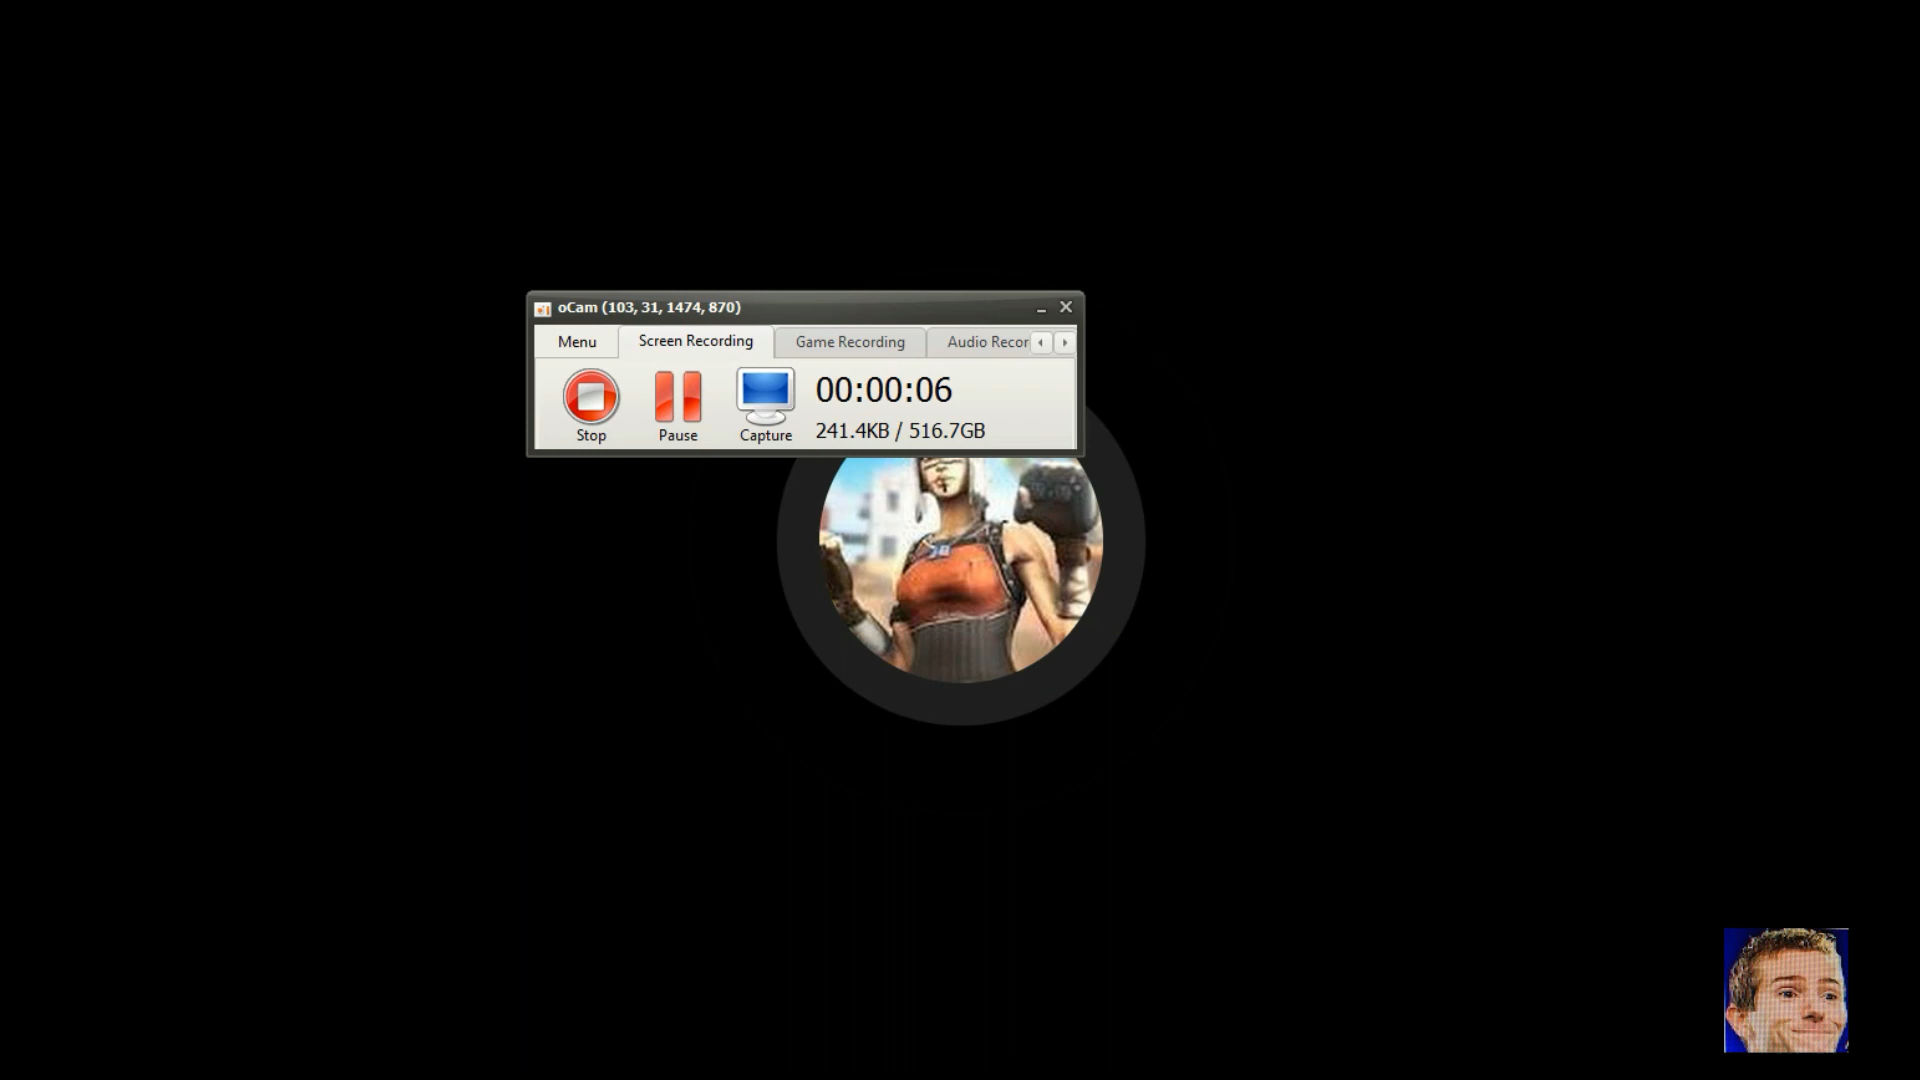 oCam (103, 31, 1474, 870)
Menu
Screen Recording
Game Recording
Audio Recor
00:00:06
241.4KB / 516.7GB
Stop
Pause
Capture